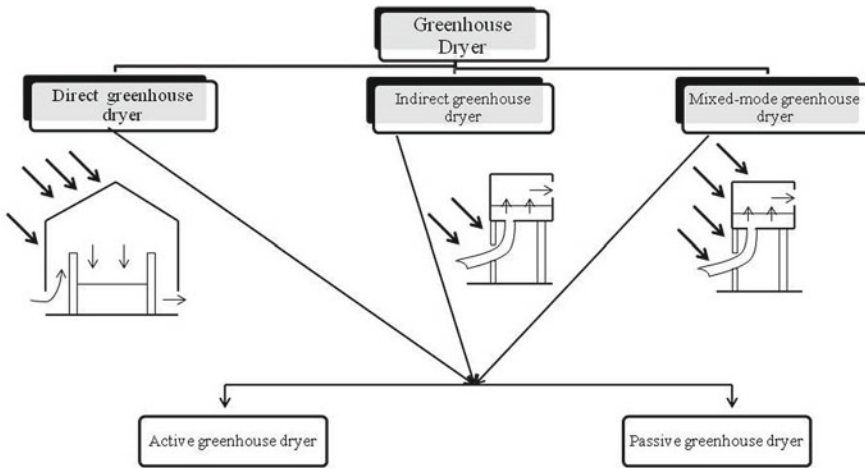 Greenhouse
Dryer
Direct greenhouse
dryer
Indirect greenhouse
dryer
Mixed-mode greenhouse
dryer
Active greenhouse dryer
Passive greenhouse dryer